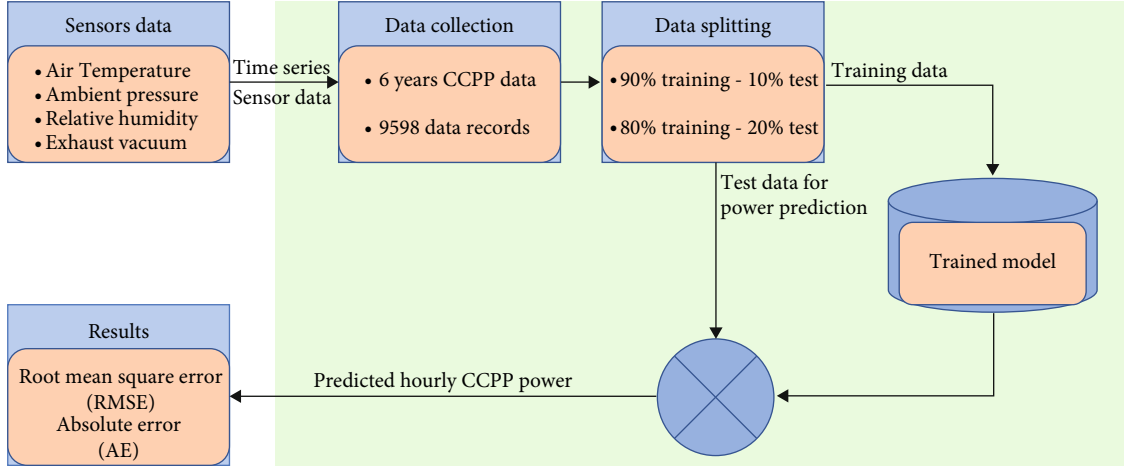 Sensors data
• Air Temperature
• Ambient pressure
• Relative humidity
• Exhaust vacuum
Time series
Sensor data
Data collection
• 6 years CCPP data
• 9598 data records
Data splitting
• 90% training - 10% test
• 80% training - 20% test
Training data
Test data for
power prediction
Trained model
Predicted hourly CCPP power
Results
Root mean square error
(RMSE)
Absolute error
(AE)